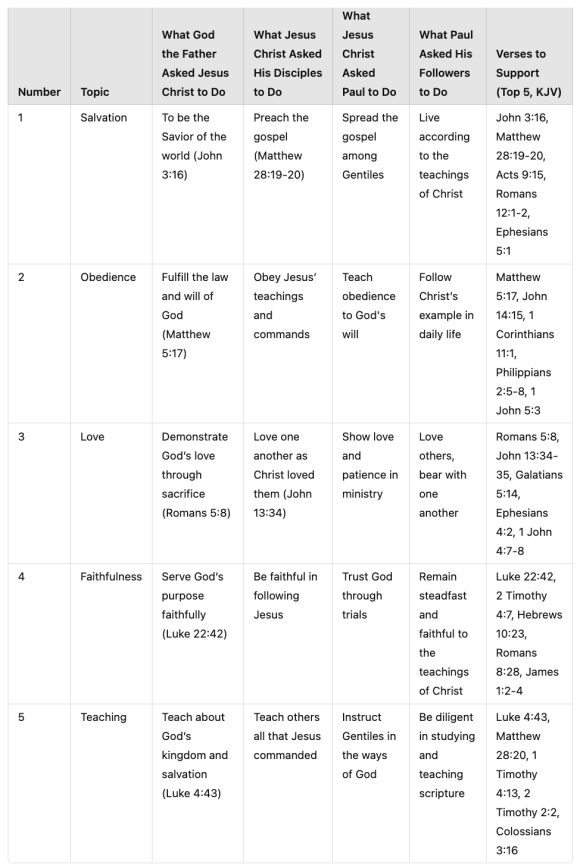 Number
Topic
What God
the Father
Asked Jesus
Christ to Do
What Jesus
Christ Asked
His Disciples
to Do
What
Jesus
Christ
Asked
Paul to Do
What Paul
Asked His
Followers
to Do
Verses to
Support
(Top 5, KJV)
1
Salvation
To be the
Savior of the
world (John
3:16)
Preach the
gospel
(Matthew
28:19-20)
Spread the
gospel
among
Gentiles
Live
according
to the
teachings
of Christ
John 3:16,
Matthew
28:19-20,
Acts 9:15,
Romans
12:1-2,
Ephesians
5:1
2
Obedience
Fulfill the law
and will of
God
(Matthew
5:17)
Obey Jesus’
teachings
and
commands
Teach
obedience
to God's
will
Follow
Christ's
example in
daily life
Matthew
5:17, John
14:15, 1
Corinthians
11:1,
Philippians
2:5-8, 1
John 5:3
3
Love
Demonstrate
God’s love
through
sacrifice
(Romans 5:8)
Love one
another as
Christ loved
them (John
13:34)
Show love
and
patience in
ministry
Love
others,
bear with
one
another
Romans 5:8,
John 13:34-
35, Galatians
5:14,
Ephesians
4:2, 1 John
4:7-8
4
Faithfulness
Serve God’s
purpose
faithfully
(Luke 22:42)
Be faithful in
following
Jesus
Trust God
through
trials
Remain
steadfast
and
faithful to
the
teachings
of Christ
Luke 22:42,
2 Timothy
4:7, Hebrews
10:23,
Romans
8:28, James
1:2-4
5
Teaching
Teach about
God’s
kingdom and
salvation
(Luke 4:43)
Teach others
all that Jesus
commanded
Instruct
Gentiles in
the ways
of God
Be diligent
in studying
and
teaching
scripture
Luke 4:43,
Matthew
28:20, 1
Timothy
4:13, 2
Timothy 2:2,
Colossians
3:16